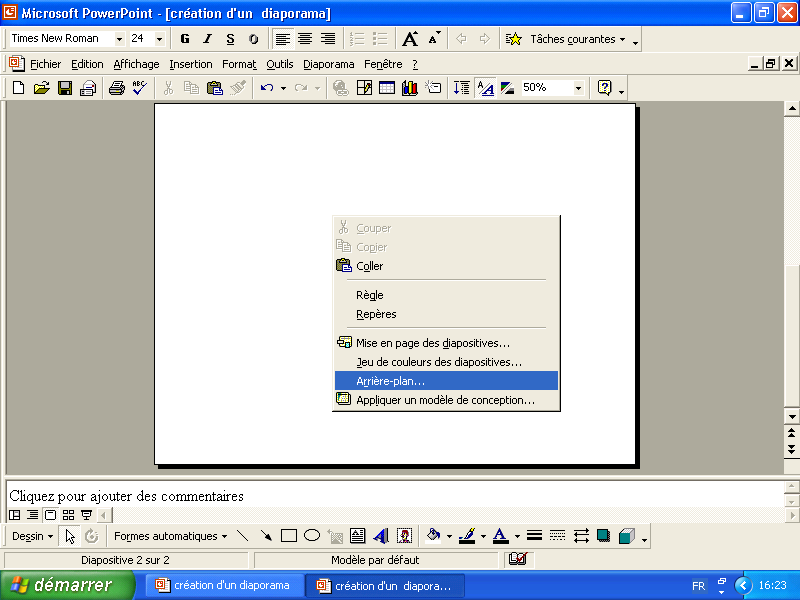 Microsoft PowerPoint - [création d'un  diaporama]
Times New Roman 24 G I S O A A Tâches courantes
Fichier Edition Affichage Insertion Format Outils Diaporama Fenêtre ?
ABC A A 50% ?
Couper
Copier
Coller
Règle
Repères
Mise en page des diapositives...
Jeu de couleurs des diapositives...
Arrière-plan...
Appliquer un modèle de conception...
Cliquez pour ajouter des commentaires
Dessin Formes automatiques A A
Diapositive 2 sur 2 Modèle par défaut
démarrer création d'un diaporama création d'un  diapora... FR 16:23